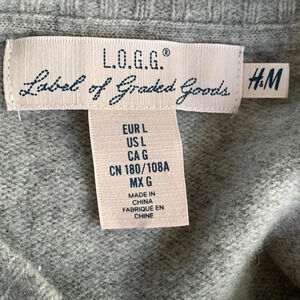 L.O.G.G.®
Label of Graded Goods
H&M
EUR L
US L
CA G
CN 180/108A
MX G
MADE IN
CHINA
FABRIQUÉ EN
CHINE